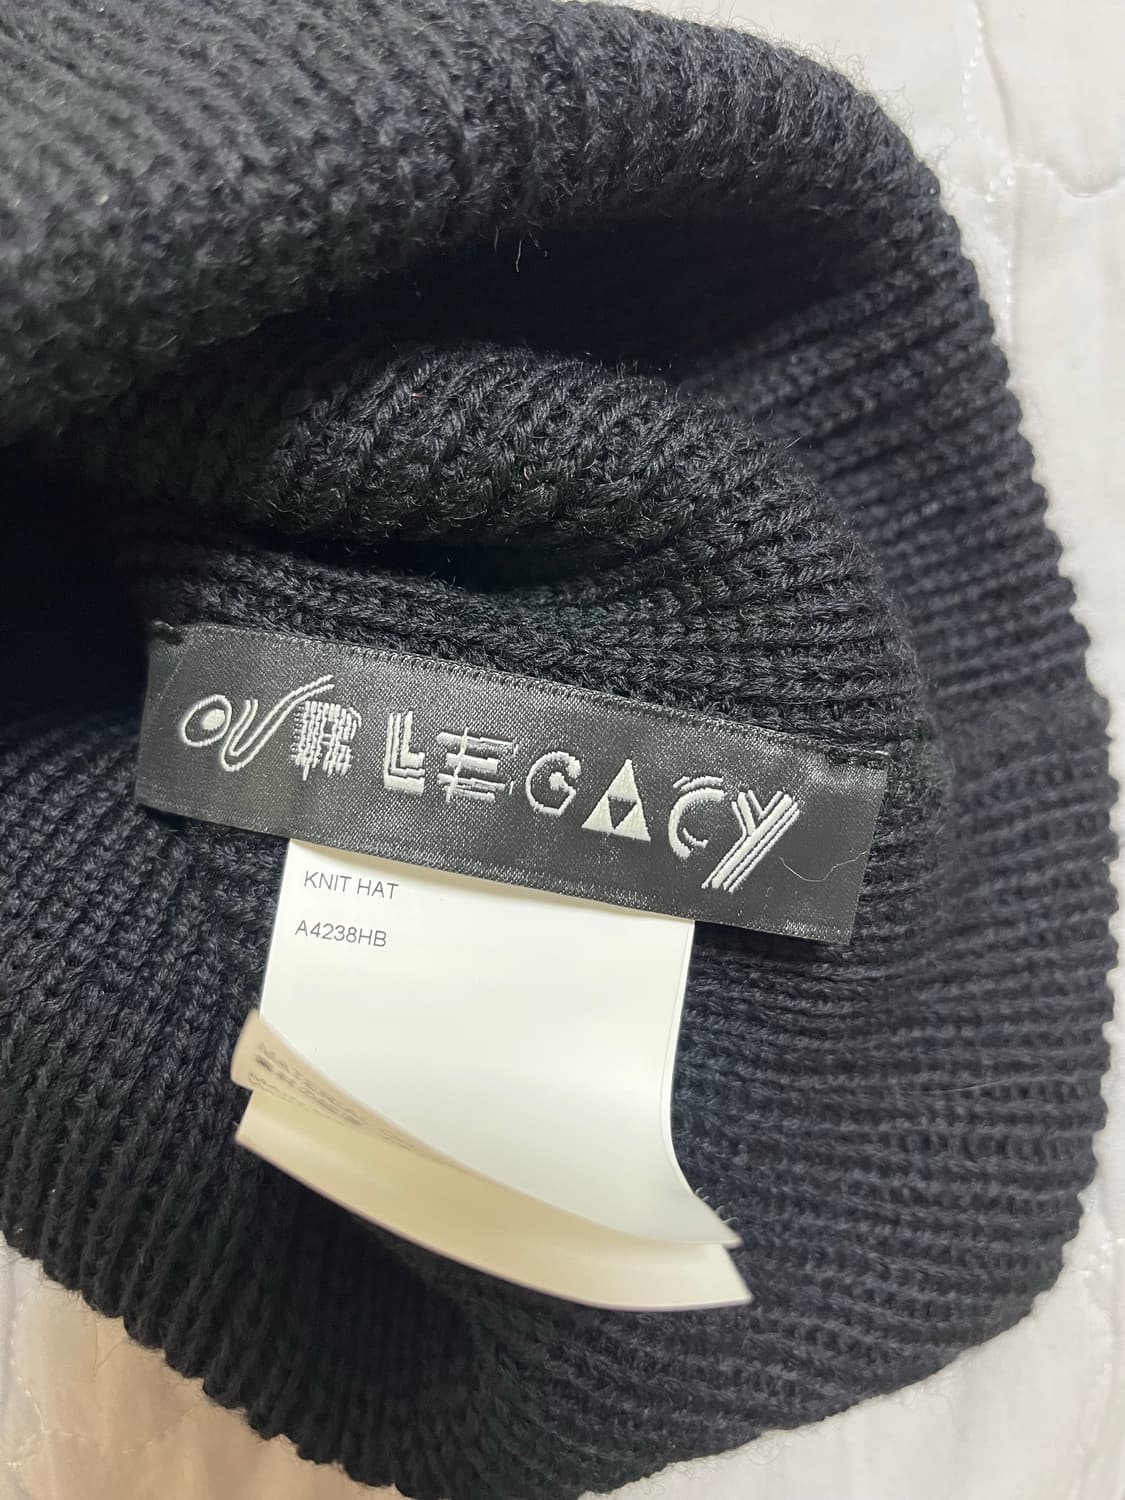 OUR LEGACY
KNIT HAT
A4238HB